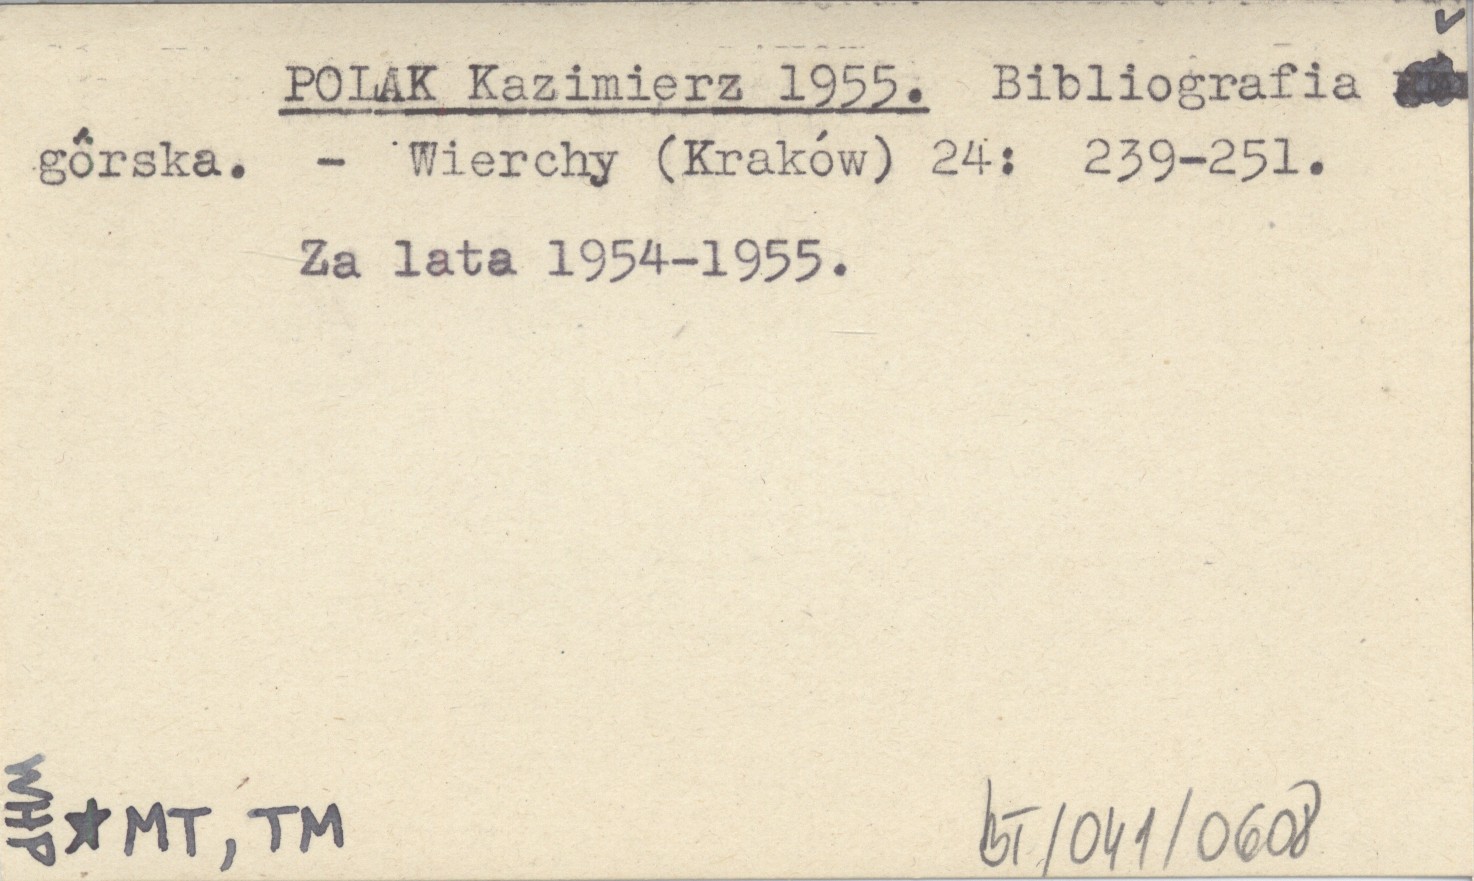 POLAK Kazimierz 1955. Bibliografia
górska. - Wierchy (Kraków) 24: 239-251.
Za lata 1954-1955.
WHP
★ MT, TM
BT/041/0608